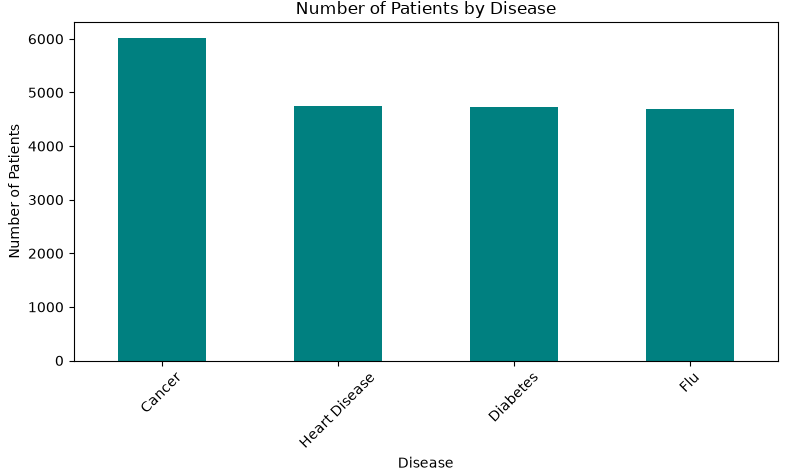 Number of Patients by Disease
Number of Patients
6000
5000
4000
3000
2000
1000
0
Cancer
Heart Disease
Diabetes
Flu
Disease